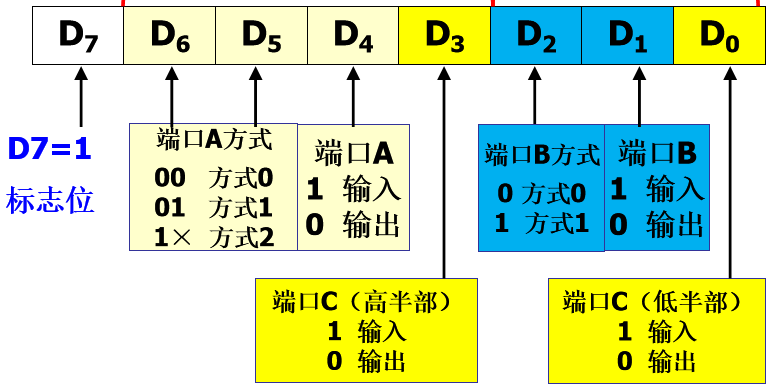 D7 D6 D5 D4 D3 D2 D1 D0
D7=1
标志位
端口A方式
00 方式0
01 方式1
1× 方式2
端口A
1 输入
0 输出
端口B方式
0 方式0
1 方式1
端口B
1 输入
0 输出
端口C（高半部）
1 输入
0 输出
端口C（低半部）
1 输入
0 输出